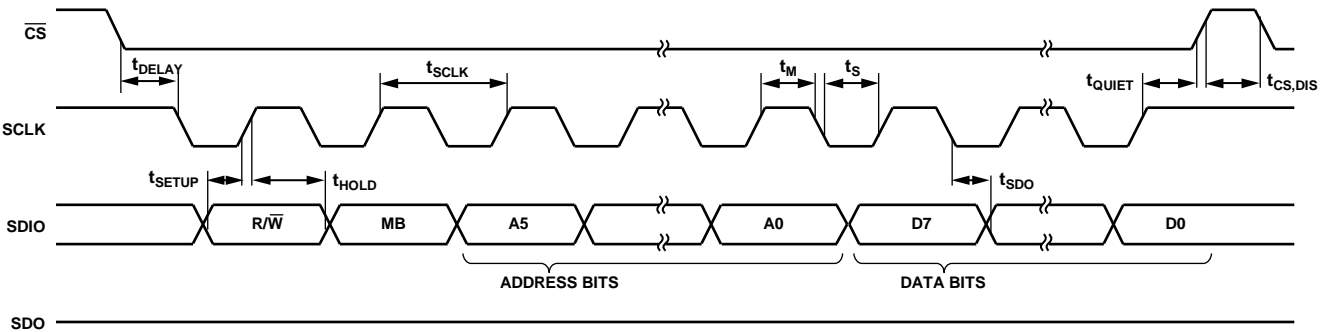 CS
tDELAY
tSCLK
tM
tS
tQUIET
tCS,DIS
SCLK
tSETUP
tHOLD
tSDO
SDIO
R/W
MB
A5
A0
D7
D0
ADDRESS BITS
DATA BITS
SDO